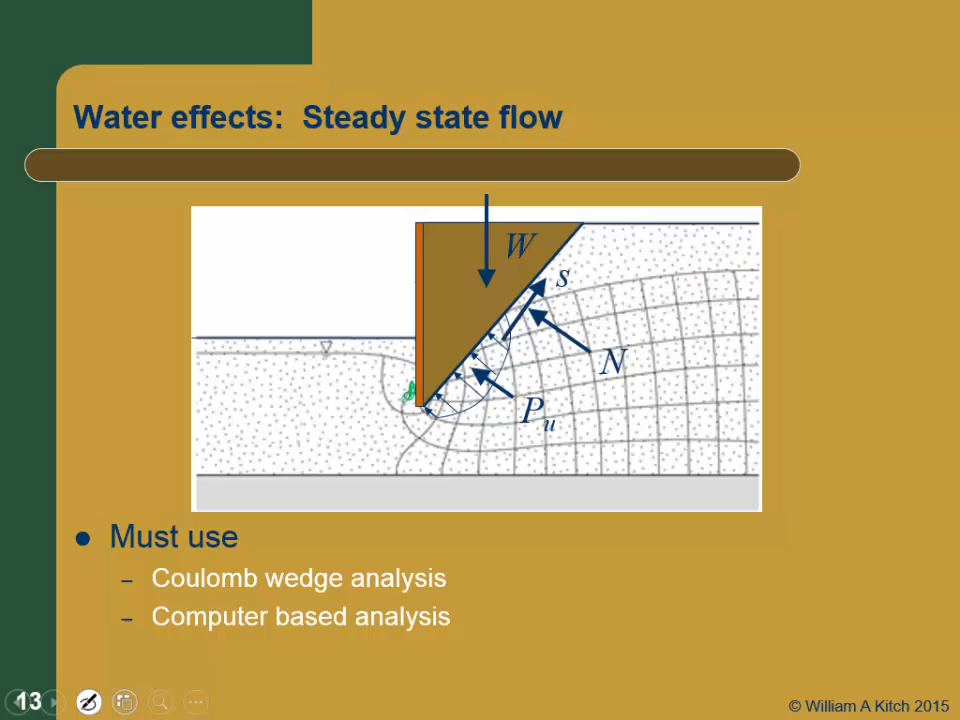 Water effects: Steady state flow
W
s
N
Pu
Must use
– Coulomb wedge analysis
– Computer based analysis
13
© William A Kitch 2015